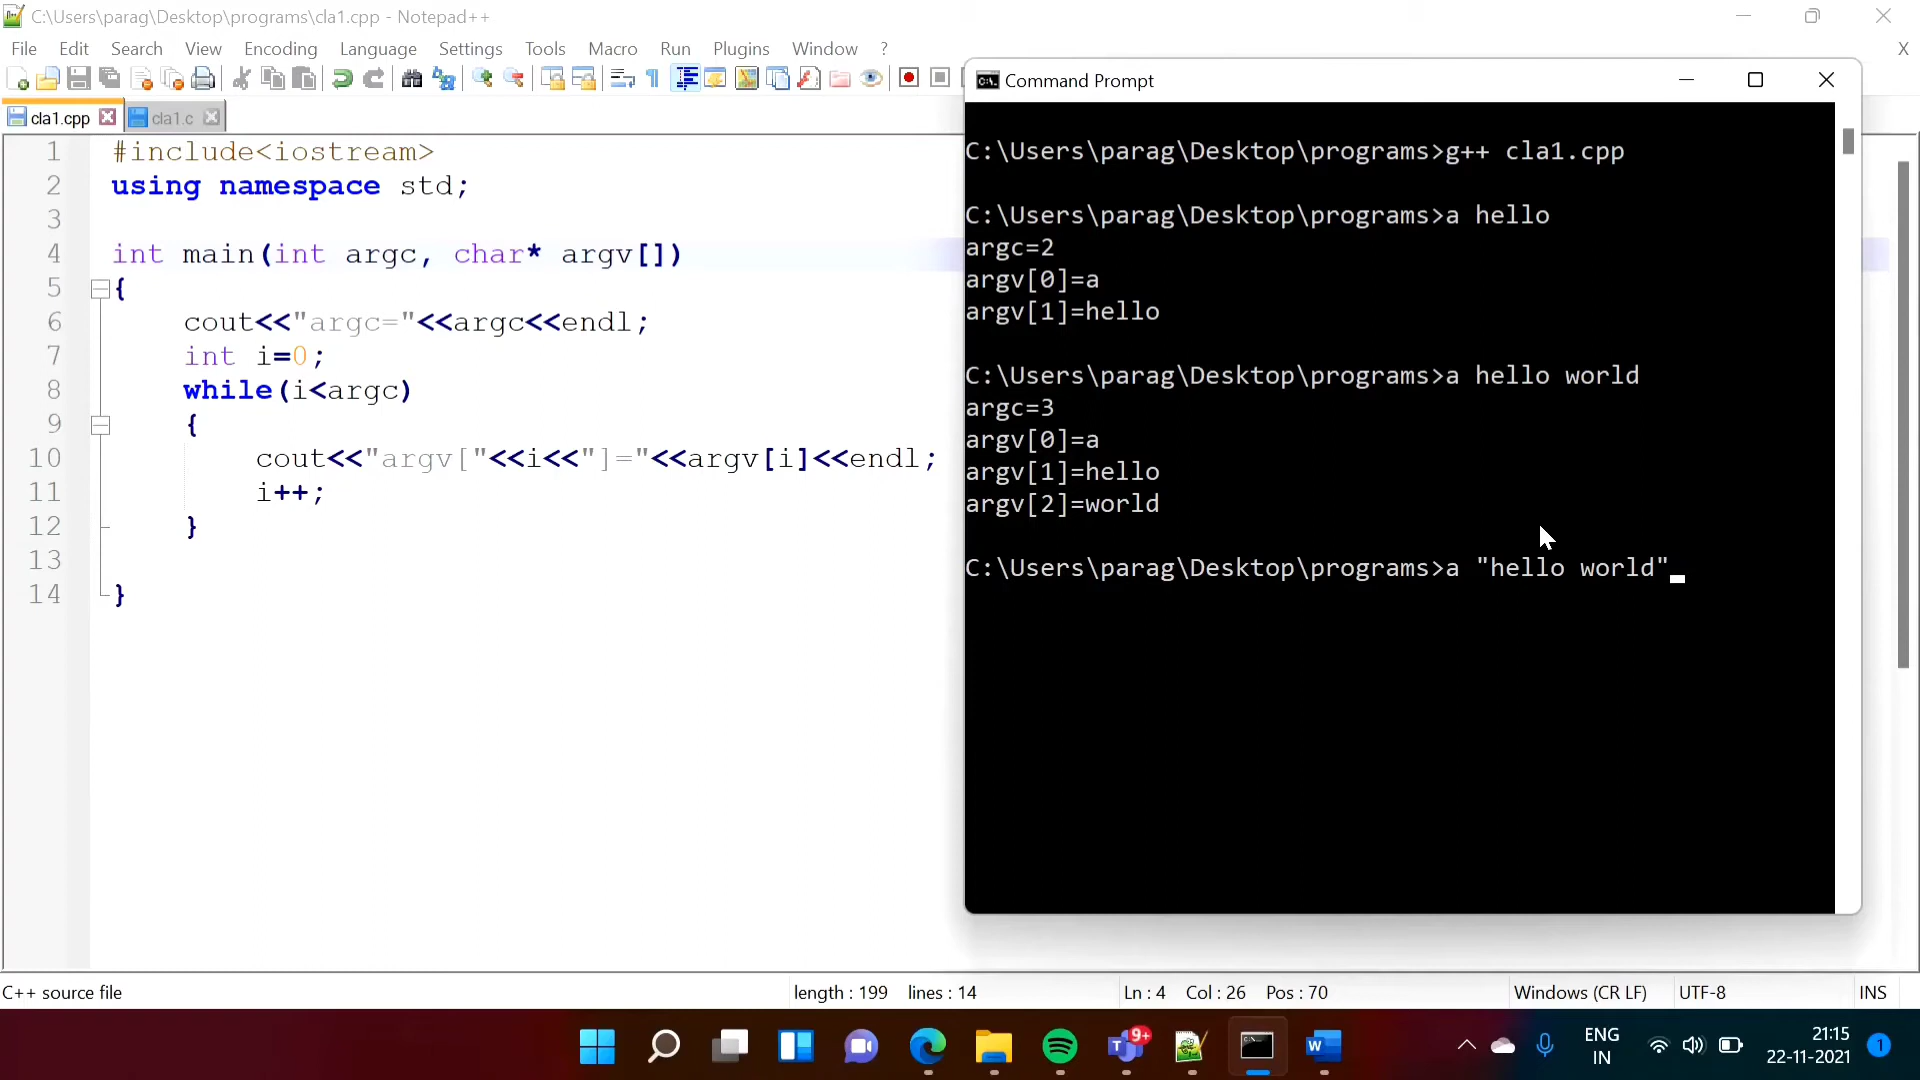 C:\Users\parag\Desktop\programs\cla1.cpp - Notepad++
File Edit Search View Encoding Language Settings Tools Macro Run Plugins Window ? X
cla1.cpp cla1.c
1 #include<iostream>
2 using namespace std;
3
4 int main(int argc, char* argv[])
5 {
6 cout<<"argc="<<argc<<endl;
7 int i=0;
8 while(i<argc)
9 {
10 cout<<"argv["<<i<<"]="<<argv[i]<<endl;
11 i++;
12 }
13
14 }
Command Prompt
C:\Users\parag\Desktop\programs>g++ cla1.cpp
C:\Users\parag\Desktop\programs>a hello
argc=2
argv[0]=a
argv[1]=hello
C:\Users\parag\Desktop\programs>a hello world
argc=3
argv[0]=a
argv[1]=hello
argv[2]=world
C:\Users\parag\Desktop\programs>a "hello world"
C++ source file length : 199 lines : 14 Ln : 4 Col : 26 Pos : 70 Windows (CR LF) UTF-8 INS
9+
ENG
IN
21:15
22-11-2021
1